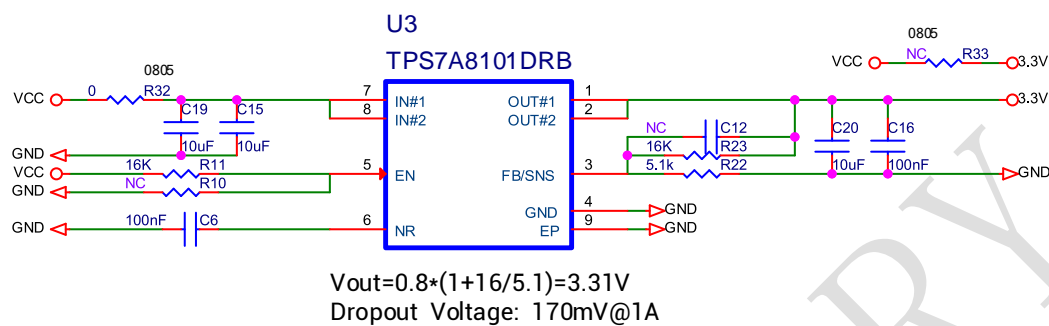 U3
TPS7A8101DRB
0805
VCC NC R33 3.3V
0805
VCC 0 R32 7 IN#1 OUT#1 1 3.3V
C19 C15 8 IN#2 OUT#2 2
NC C12 C20 C16
GND 10uF 10uF
16K R11 16K R23 10uF 100nF
VCC 5 EN FB/SNS 3 5.1k R22 GND
GND NC R10
GND 4 GND
GND 100nF C6 6 NR EP 9 GND
Vout=0.8*(1+16/5.1)=3.31V
Dropout Voltage: 170mV@1A
RY